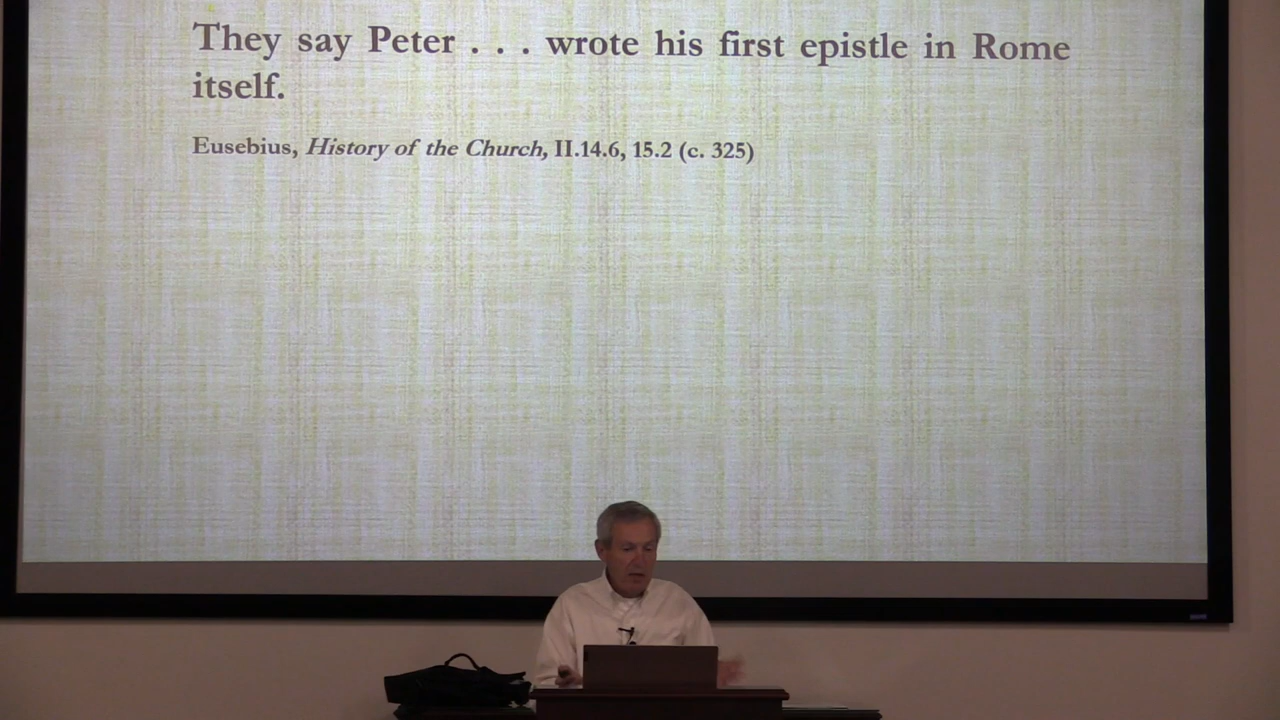 They say Peter . . . wrote his first epistle in Rome
itself.
Eusebius, History of the Church, II.14.6, 15.2 (c. 325)